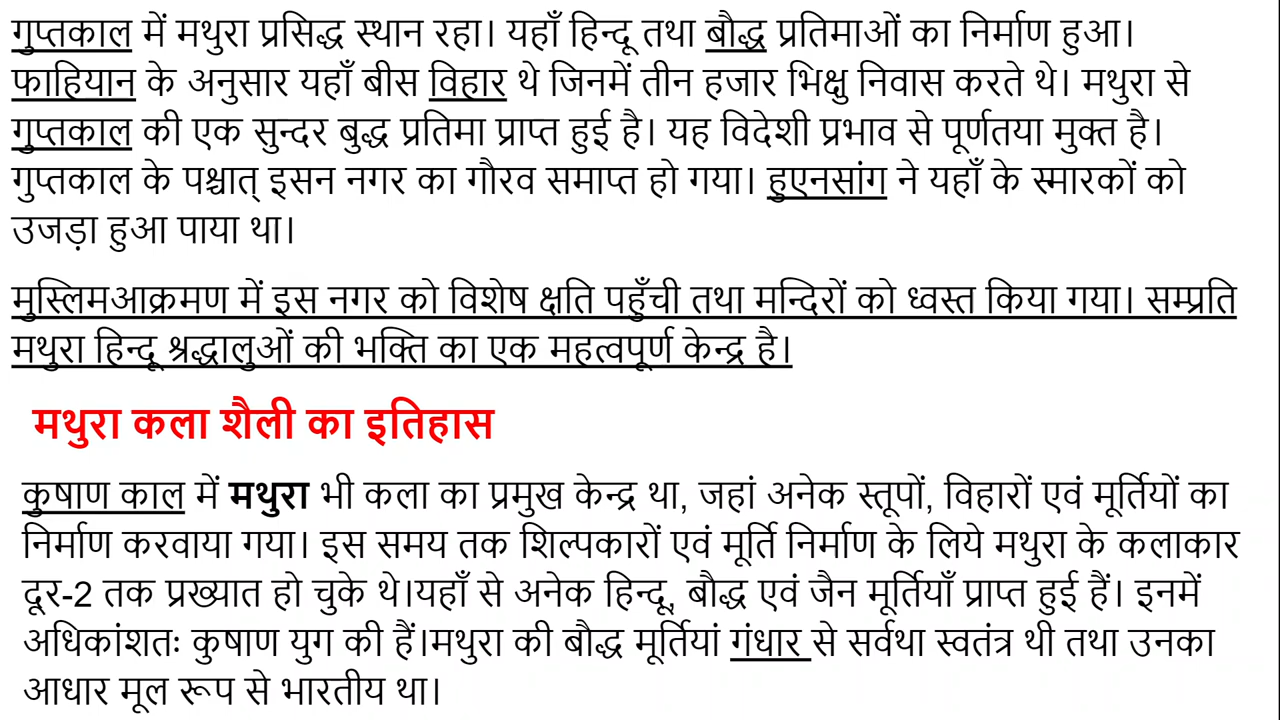 गुप्तकाल में मथुरा प्रसिद्ध स्थान रहा। यहाँ हिन्दू तथा बौद्ध प्रतिमाओं का निर्माण हुआ।
फाहियान के अनुसार यहाँ बीस विहार थे जिनमें तीन हजार भिक्षु निवास करते थे। मथुरा से
गुप्तकाल की एक सुन्दर बुद्ध प्रतिमा प्राप्त हुई है। यह विदेशी प्रभाव से पूर्णतया मुक्त है।
गुप्तकाल के पश्चात् इसन नगर का गौरव समाप्त हो गया। हुएनसांग ने यहाँ के स्मारकों को
उजड़ा हुआ पाया था।
मुस्लिमआक्रमण में इस नगर को विशेष क्षति पहुँची तथा मन्दिरों को ध्वस्त किया गया। सम्प्रति
मथुरा हिन्दू श्रद्धालुओं की भक्ति का एक महत्वपूर्ण केन्द्र है।
मथुरा कला शैली का इतिहास
कुषाण काल में मथुरा भी कला का प्रमुख केन्द्र था, जहां अनेक स्तूपों, विहारों एवं मूर्तियों का
निर्माण करवाया गया। इस समय तक शिल्पकारों एवं मूर्ति निर्माण के लिये मथुरा के कलाकार
दूर-2 तक प्रख्यात हो चुके थे।यहाँ से अनेक हिन्दू, बौद्ध एवं जैन मूर्तियाँ प्राप्त हुई हैं। इनमें
अधिकांशतः कुषाण युग की हैं।मथुरा की बौद्ध मूर्तियां गंधार से सर्वथा स्वतंत्र थी तथा उनका
आधार मूल रूप से भारतीय था।